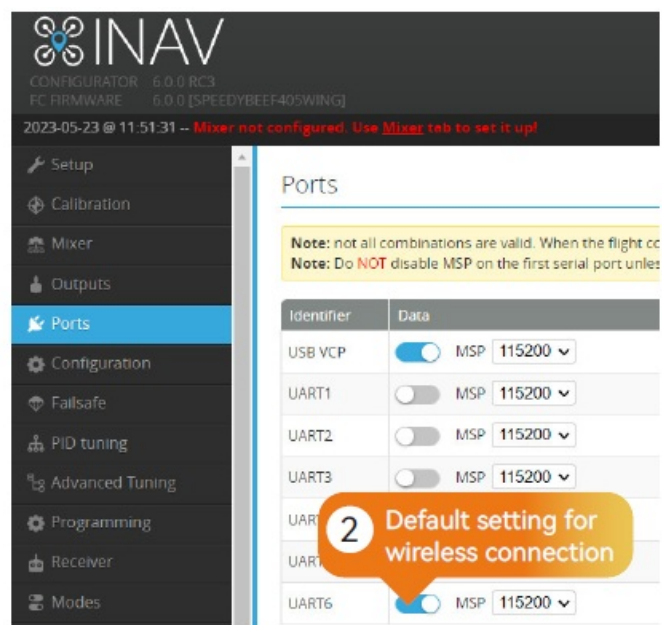 INAV
CONFIGURATOR 6.0.0 RC3
FC FIRMWARE 6.0.0 [SPEEDYBEEF405WING]
2023-05-23 @ 11:51:31 -- Mixer not configured. Use Mixer tab to set it up!
Setup
Calibration
Mixer
Outputs
Ports
Configuration
Failsafe
PID tuning
Advanced Tuning
Programming
Receiver
Modes
Ports
Note: not all combinations are valid. When the flight co
Note: Do NOT disable MSP on the first serial port unles
Identifier Data
USB VCP MSP 115200
UART1 MSP 115200
UART2 MSP 115200
UART3 MSP 115200
UAR
UAR
2 Default setting for
wireless connection
UART6 MSP 115200